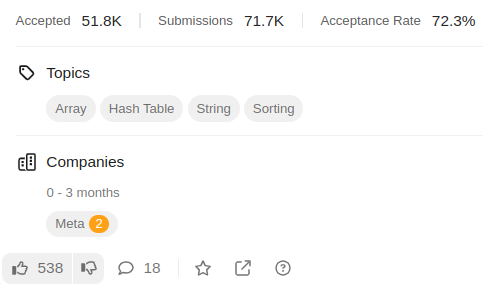 Accepted 51.8K Submissions 71.7K Acceptance Rate 72.3%
Topics
Array Hash Table String Sorting
Companies
0 - 3 months
Meta 2
538 18